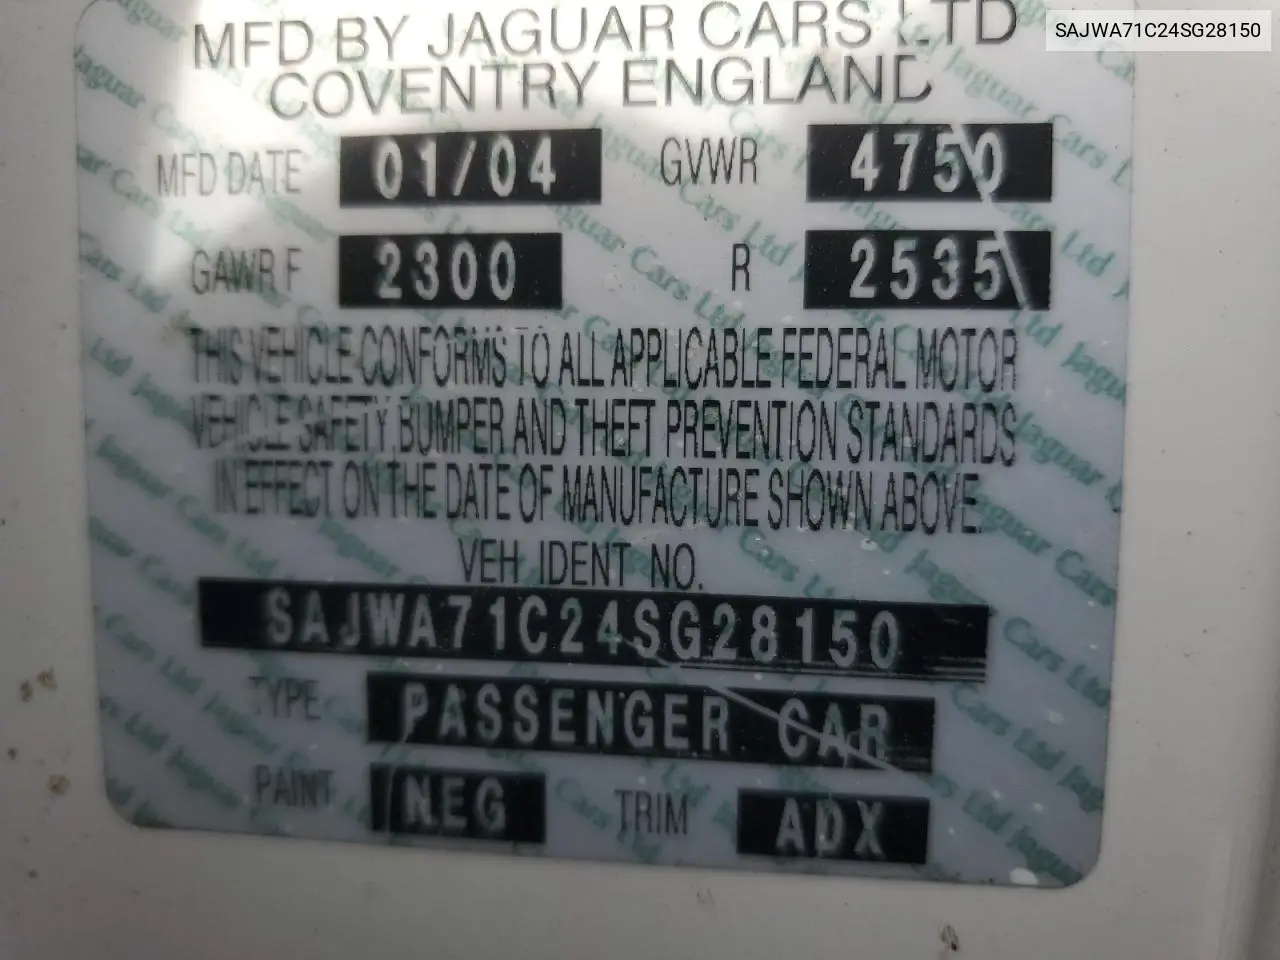 SAJWA71C24SG28150
MFD BY JAGUAR CARS LTD
COVENTRY ENGLAND
MFD DATE 01/04 GVWR 4750
GAWR F 2300 R 2535
THIS VEHICLE CONFORMS TO ALL APPLICABLE FEDERAL MOTOR
VEHICLE SAFETY, BUMPER AND THEFT PREVENTION STANDARDS
IN EFFECT ON THE DATE OF MANUFACTURE SHOWN ABOVE.
VEH IDENT NO.
SAJWA71C24SG28150
TYPE PASSENGER CAR
PAINT NEG TRIM ADX